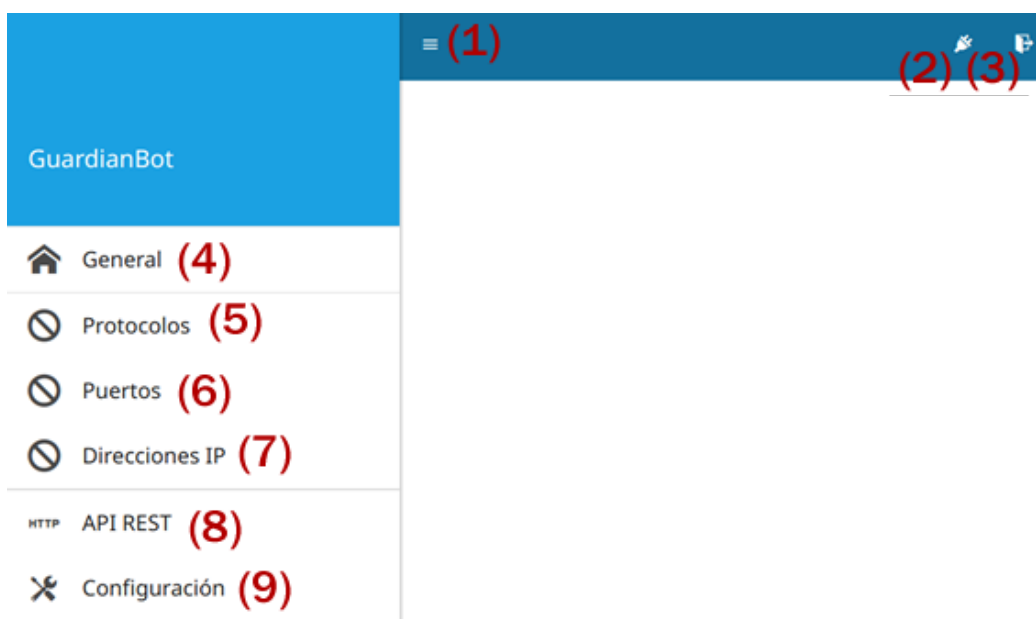 (1)
(2) (3)
GuardianBot
General (4)
Protocolos (5)
Puertos (6)
Direcciones IP (7)
HTTP API REST (8)
Configuración (9)